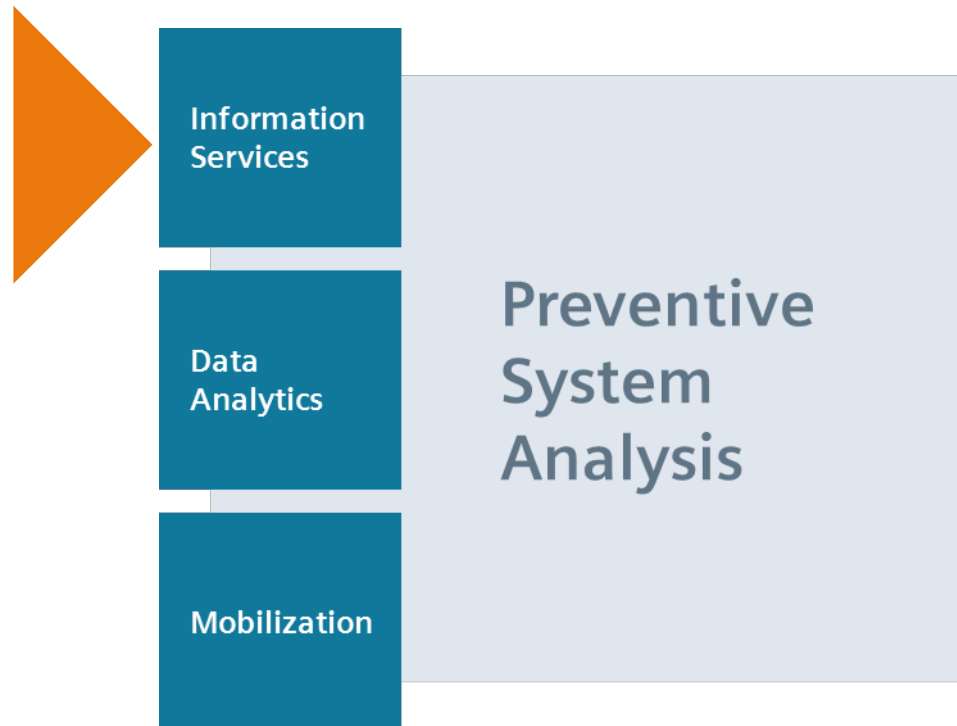 Information
Services
Data
Analytics
Mobilization
Preventive
System
Analysis